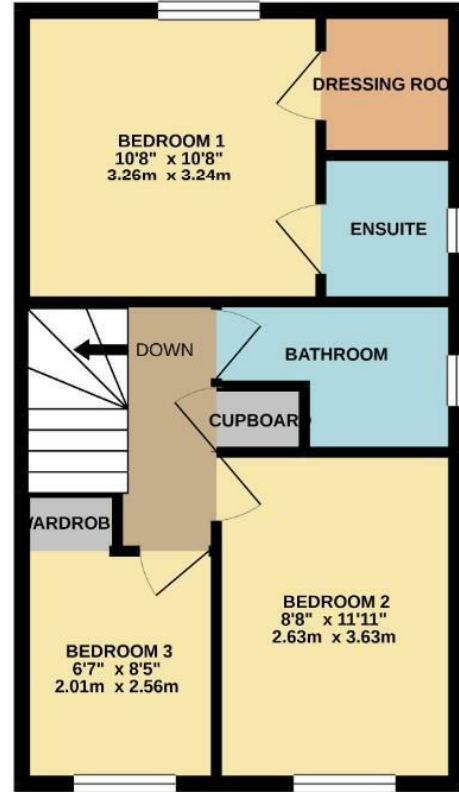 DRESSING ROO
BEDROOM 1
10'8" x 10'8"
3.26m x 3.24m
ENSUITE
DOWN
BATHROOM
CUPBOARD
WARDROB
BEDROOM 2
8'8" x 11'11"
2.63m x 3.63m
BEDROOM 3
6'7" x 8'5"
2.01m x 2.56m